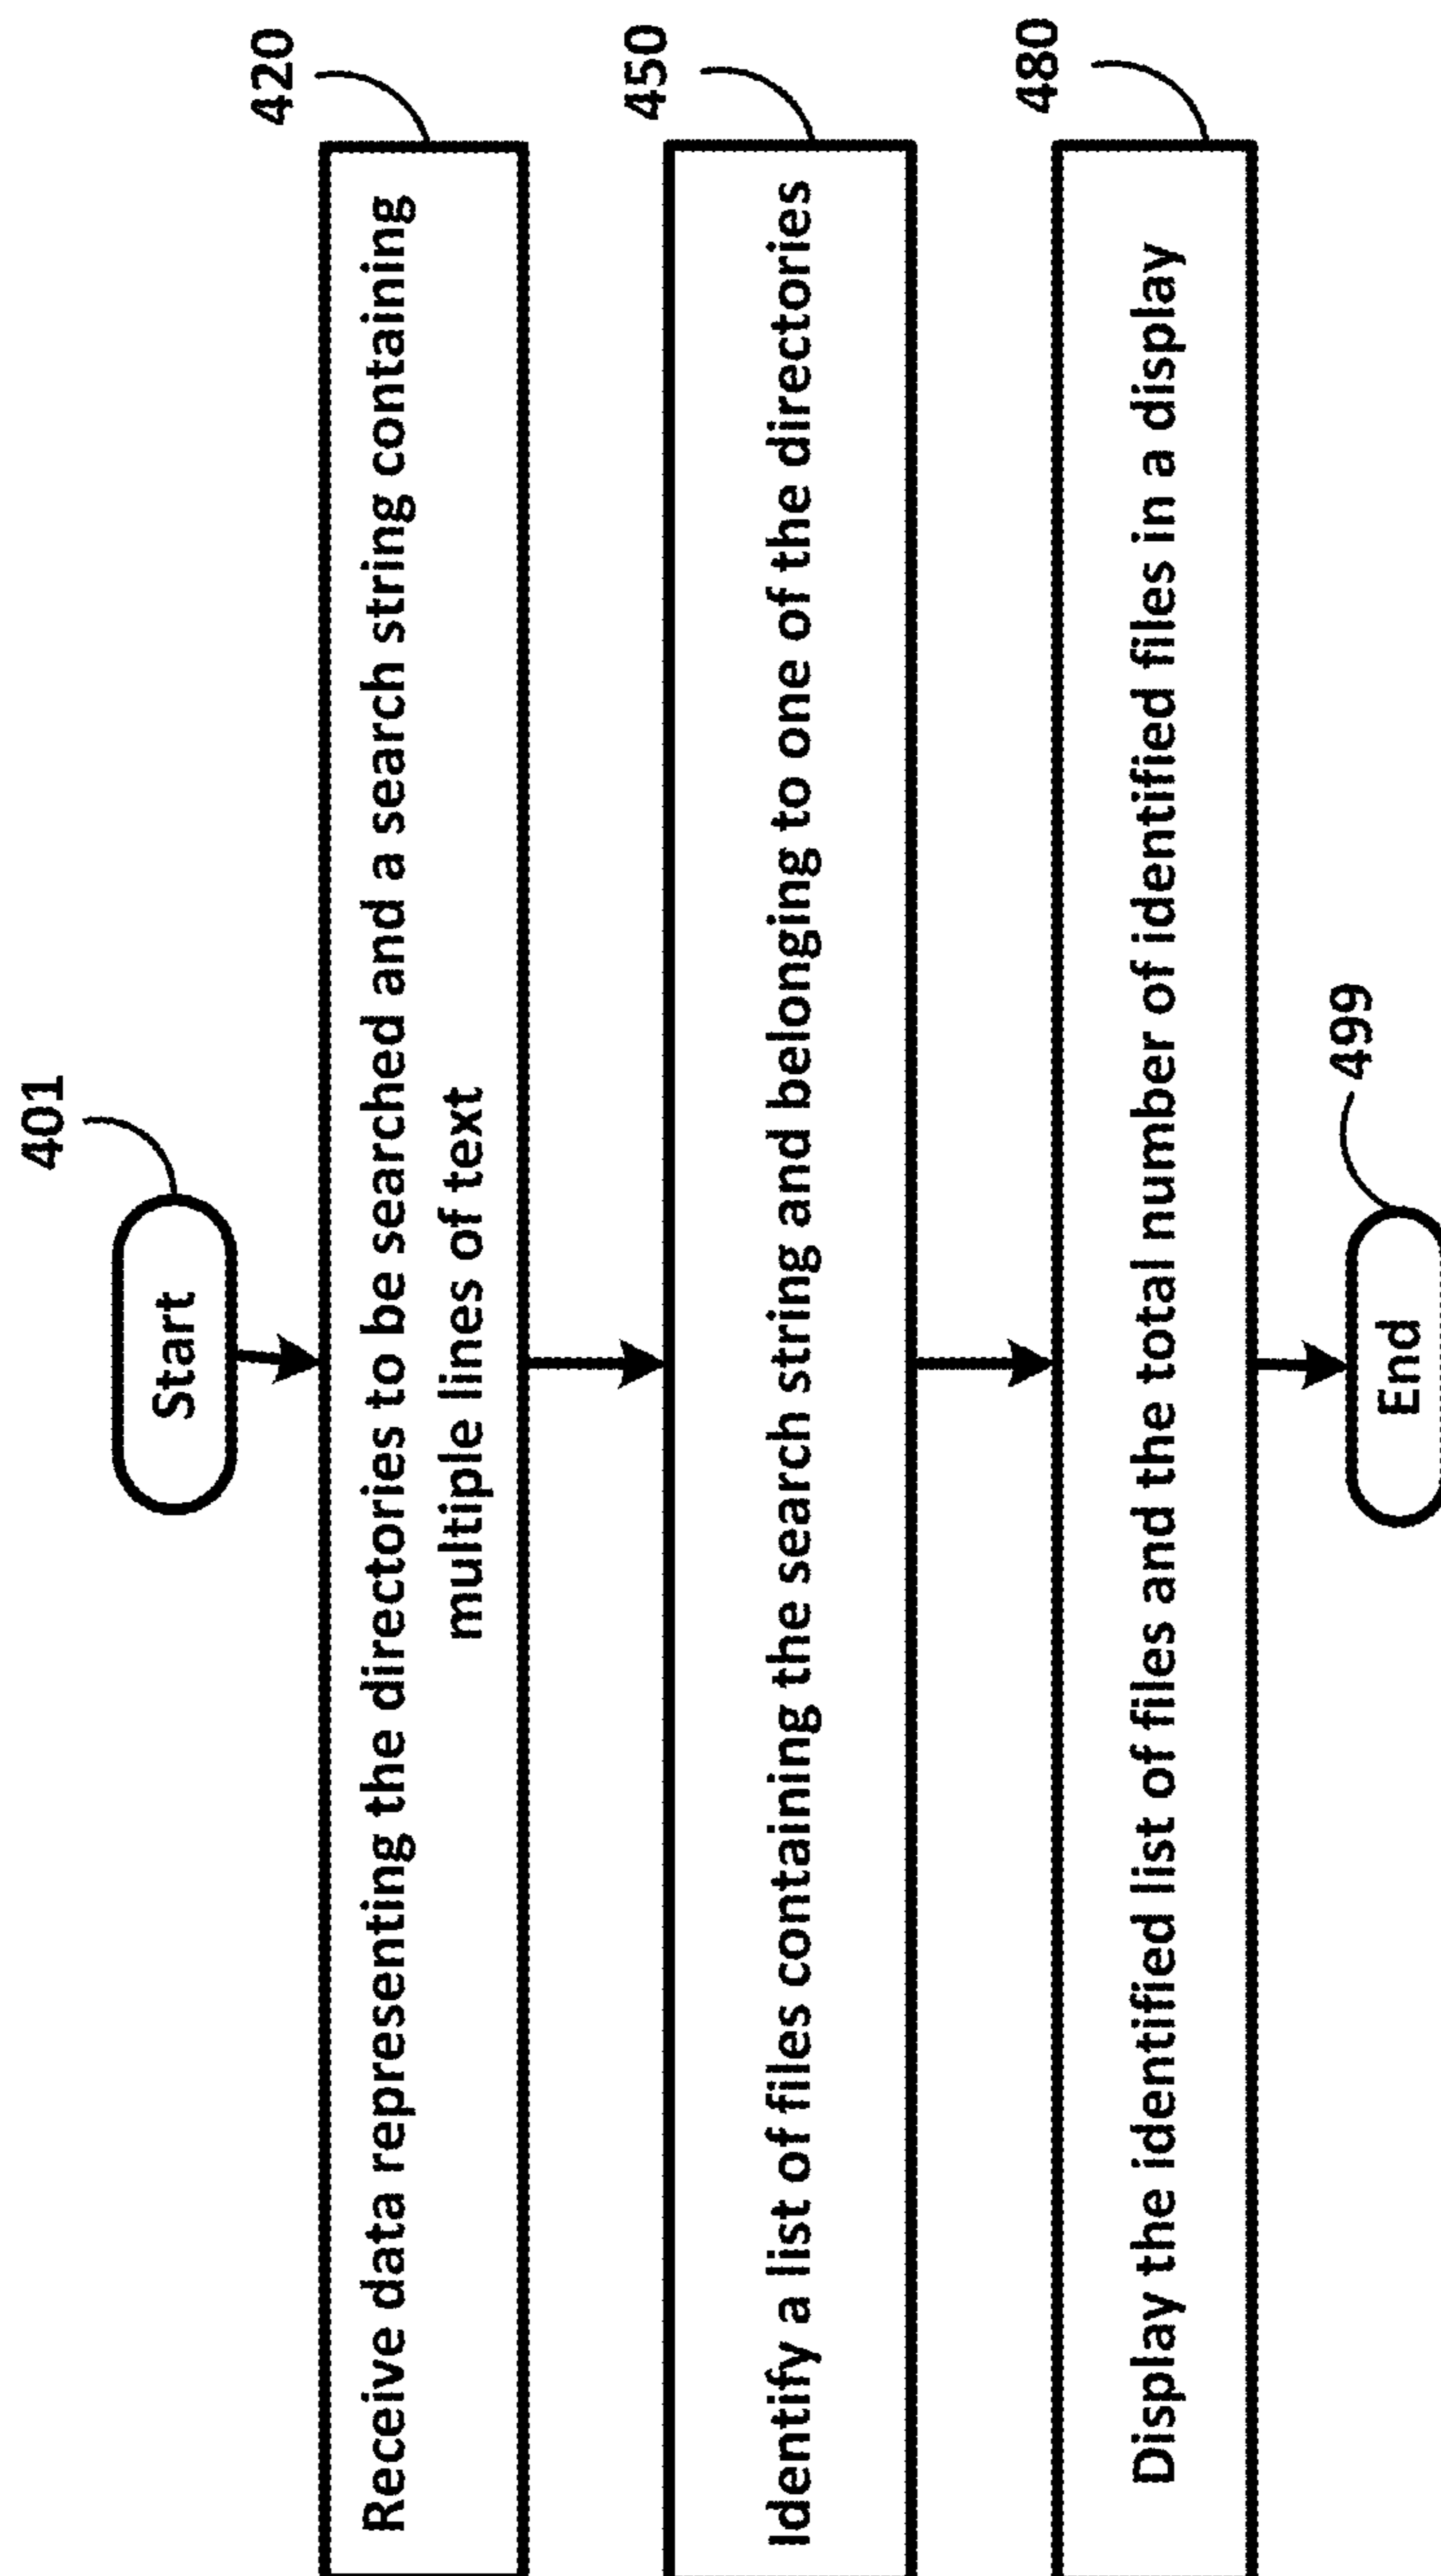 401
Start
420
Receive data representing the directories to be searched and a search string containing
multiple lines of text
450
Identify a list of files containing the search string and belonging to one of the directories
480
Display the identified list of files and the total number of identified files in a display
499
End